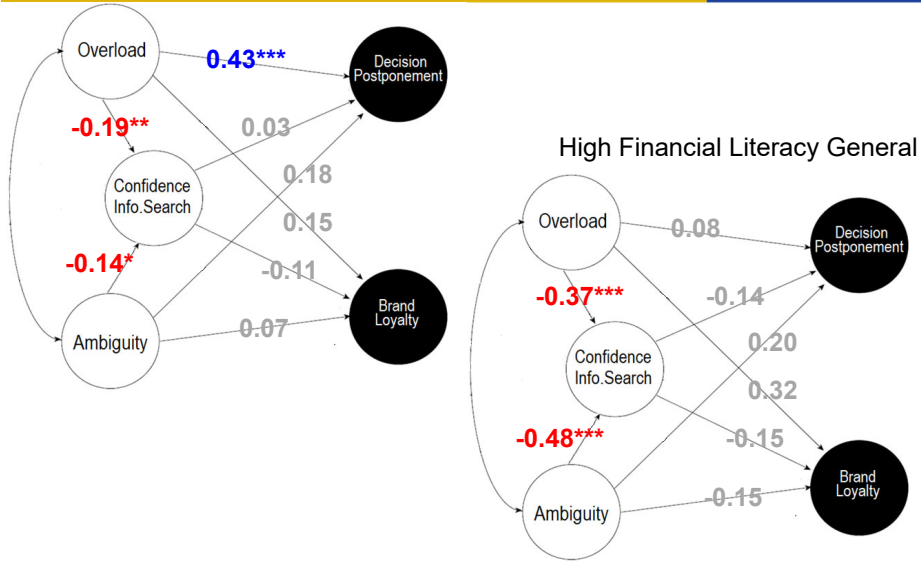 Overload
0.43***
Decision
Postponement
-0.19**
0.03
Confidence
Info.Search
0.18
0.15
-0.14*
-0.11
Brand
Loyalty
Ambiguity
0.07
High Financial Literacy General
Overload
0.08
Decision
Postponement
-0.37***
-0.14
Confidence
Info.Search
0.20
0.32
-0.48***
-0.15
Brand
Loyalty
Ambiguity
-0.15